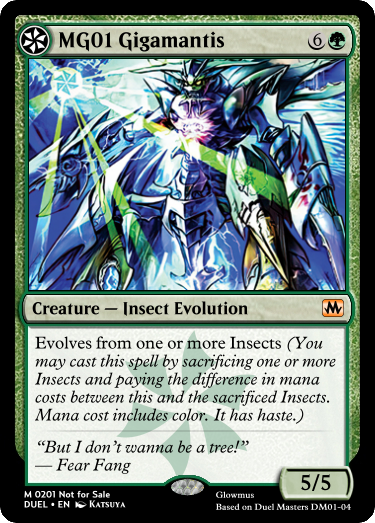 MG01 Gigamantis 6
Creature — Insect Evolution
Evolves from one or more Insects (You
may cast this spell by sacrificing one or more
Insects and paying the difference in mana
costs between this and the sacrificed Insects.
Mana cost includes color. It has haste.)
“But I don’t wanna be a tree!”
— Fear Fang
5/5
M 0201 Not for Sale
DUEL • EN Katsuya
Glowmus
Based on Duel Masters DM01-04